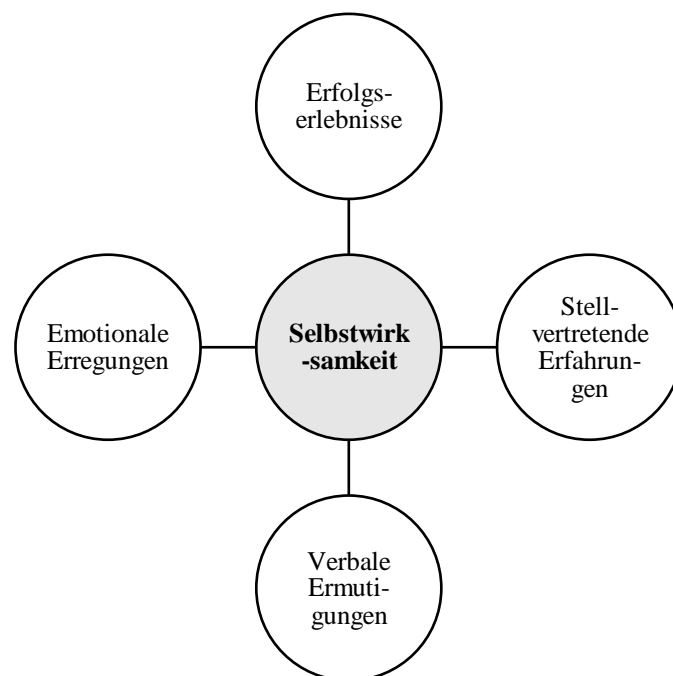 Erfolgs-
erlebnisse
Emotionale
Erregungen
Selbstwirk
-samkeit
Stell-
vertretende
Erfahrun-
gen
Verbale
Ermuti-
gungen